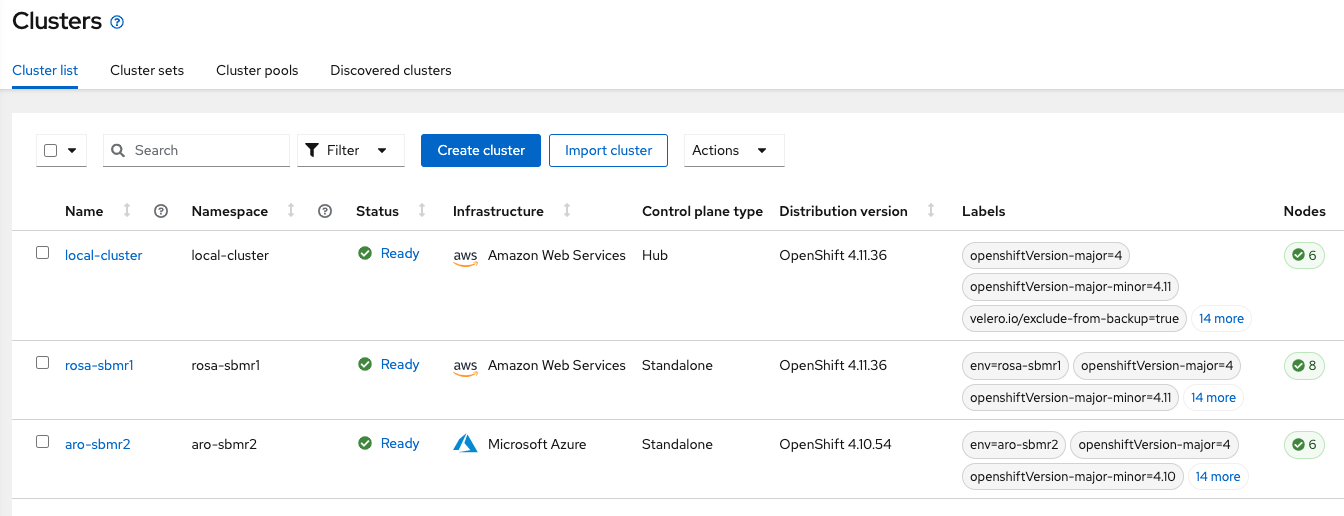 Clusters
Cluster list Cluster sets Cluster pools Discovered clusters
Search Filter Create cluster Import cluster Actions
Name Namespace Status Infrastructure Control plane type Distribution version Labels Nodes
local-cluster local-cluster Ready aws Amazon Web Services Hub OpenShift 4.11.36 openshiftVersion-major=4 6
openshiftVersion-major-minor=4.11
velero.io/exclude-from-backup=true 14 more
rosa-sbmr1 rosa-sbmr1 Ready aws Amazon Web Services Standalone OpenShift 4.11.36 env=rosa-sbmr1 openshiftVersion-major=4 8
openshiftVersion-major-minor=4.11 14 more
aro-sbmr2 aro-sbmr2 Ready Microsoft Azure Standalone OpenShift 4.10.54 env=aro-sbmr2 openshiftVersion-major=4 6
openshiftVersion-major-minor=4.10 14 more